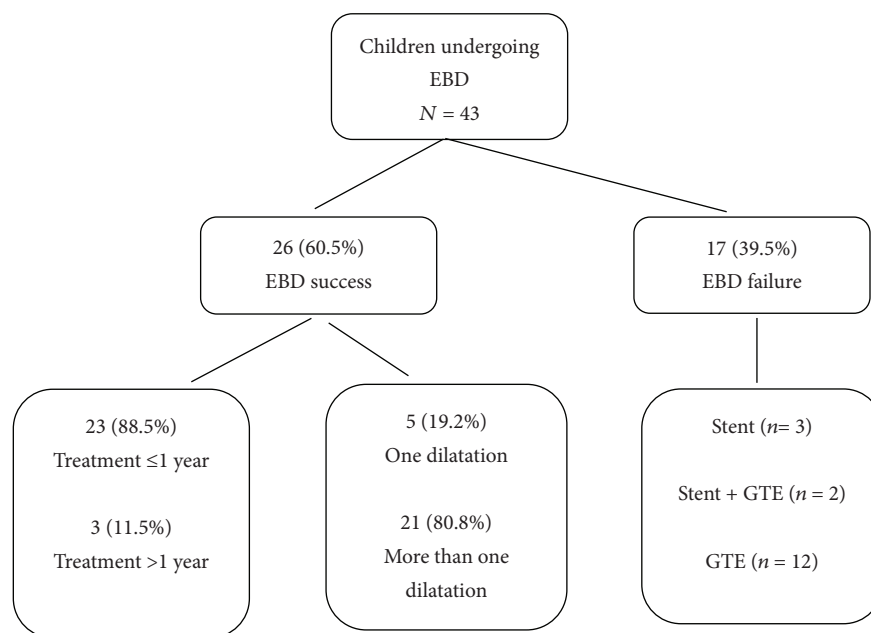 Children undergoing
EBD
N = 43
26 (60.5%)
EBD success
17 (39.5%)
EBD failure
23 (88.5%)
Treatment ≤1 year
3 (11.5%)
Treatment >1 year
5 (19.2%)
One dilatation
21 (80.8%)
More than one
dilatation
Stent (n= 3)
Stent + GTE (n = 2)
GTE (n = 12)